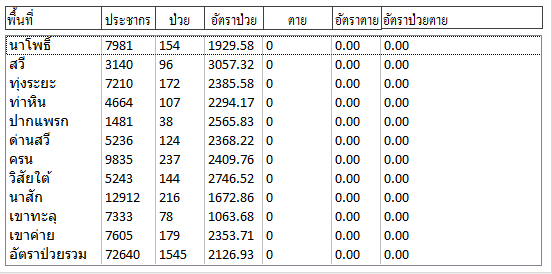 พื้นที่ ประชากร ป่วย อัตราป่วย ตาย อัตราตาย อัตราป่วยตาย
นาโพธิ์ 7981 154 1929.58 0 0.00 0.00
สวี 3140 96 3057.32 0 0.00 0.00
ทุ่งระยะ 7210 172 2385.58 0 0.00 0.00
ท่าหิน 4664 107 2294.17 0 0.00 0.00
ปากแพรก 1481 38 2565.83 0 0.00 0.00
ด่านสวี 5236 124 2368.22 0 0.00 0.00
ครน 9835 237 2409.76 0 0.00 0.00
วิสัยใต้ 5243 144 2746.52 0 0.00 0.00
นาสัก 12912 216 1672.86 0 0.00 0.00
เขาทะลุ 7333 78 1063.68 0 0.00 0.00
เขาค่าย 7605 179 2353.71 0 0.00 0.00
อัตราป่วยรวม 72640 1545 2126.93 0 0.00 0.00